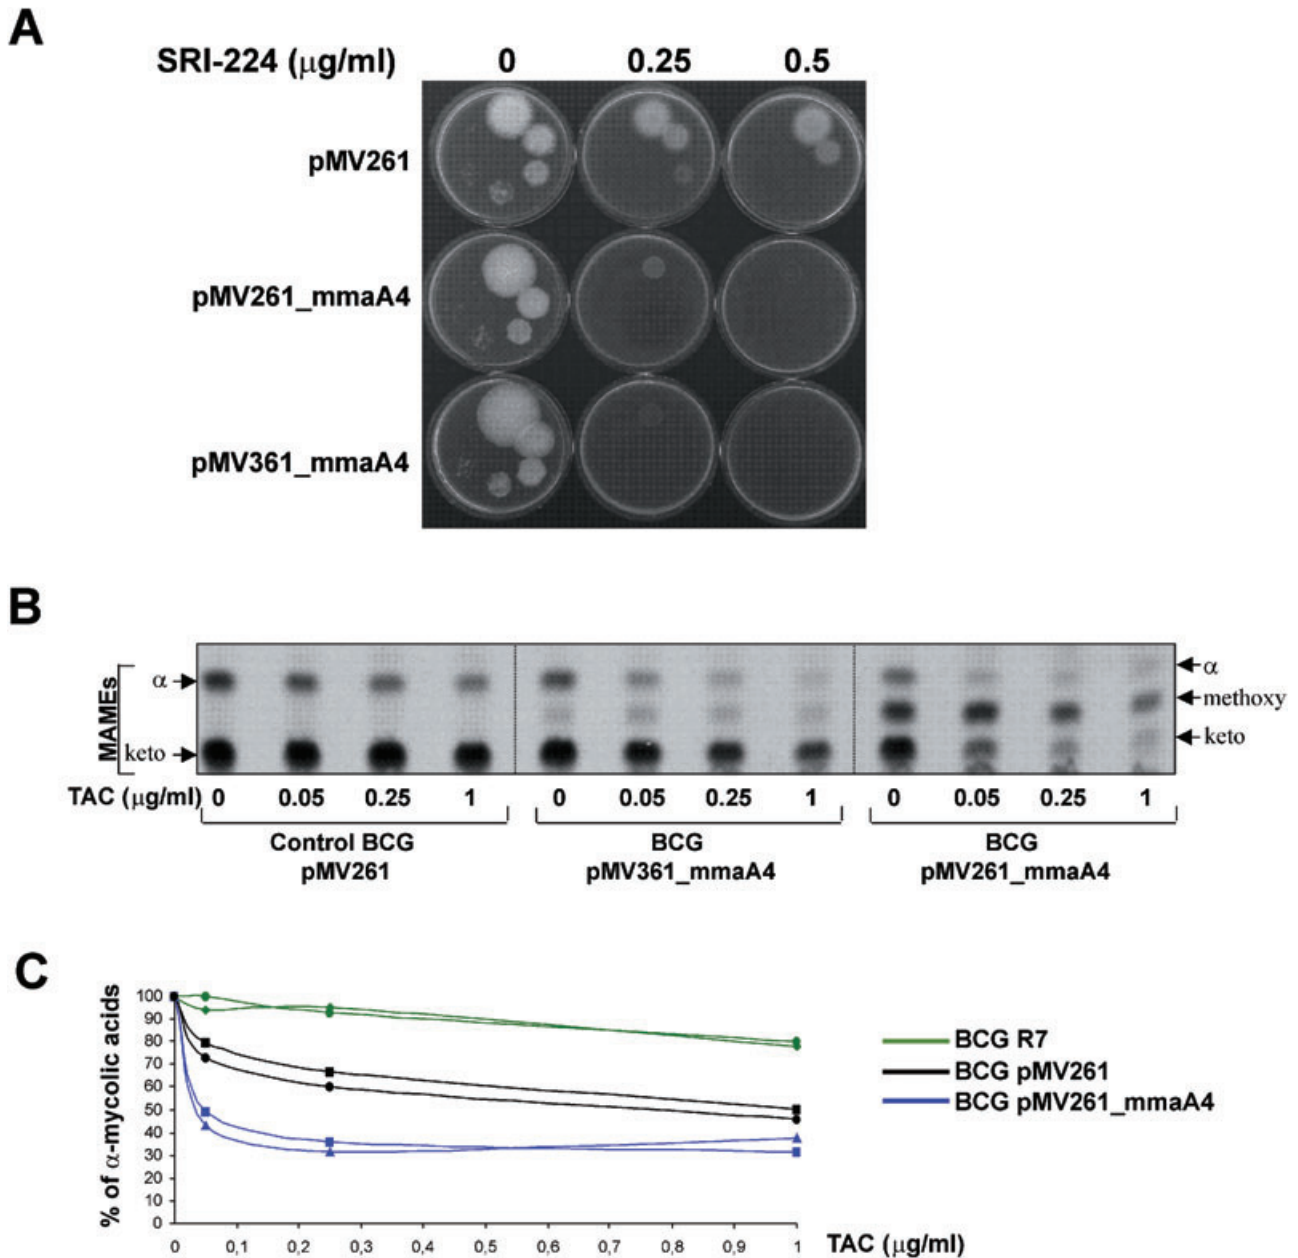 A
SRI-224 (μg/ml) 0 0.25 0.5
pMV261
pMV261_mmaA4
pMV361_mmaA4
B
MAMEs
α
keto
α
methoxy
keto
TAC (μg/ml) 0 0.05 0.25 1 0 0.05 0.25 1 0 0.05 0.25 1
Control BCG
pMV261
BCG
pMV361_mmaA4
BCG
pMV261_mmaA4
C
% of α-mycolic acids
100
90
80
70
60
50
40
30
20
10
0
0 0,1 0,2 0,3 0,4 0,5 0,6 0,7 0,8 0,9 1
TAC (μg/ml)
BCG R7
BCG pMV261
BCG pMV261_mmaA4